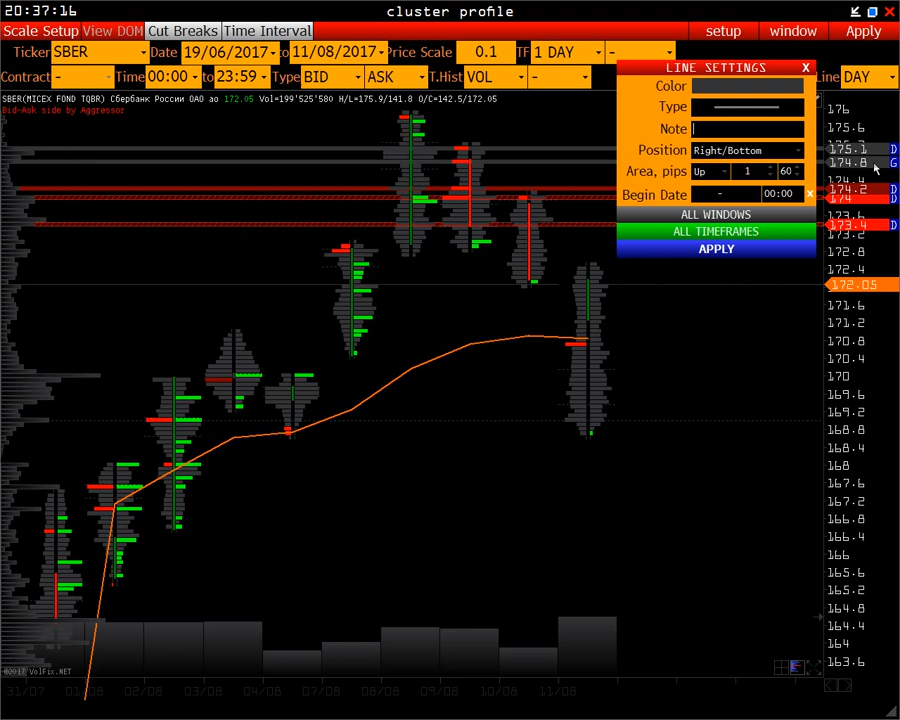 20:37:16 cluster profile
Scale Setup View DOM Cut Breaks Time Interval setup window Apply
Ticker SBER Date 19/06/2017 to 11/08/2017 Price Scale 0.1 TF 1 DAY -
Contract - Time 00:00 to 23:59 Type BID ASK T.Hist VOL - Line DAY
SBER(MICEX FOND TQBR) Сбербанк России ОАО ао 172.05 Vol=199'525'580 H/L=175.9/141.8 O/C=142.5/172.05
Bid-Ask side by Aggressor
LINE SETTINGS X
Color
Type
Note
Position Right/Bottom
Area, pips Up 1 60
Begin Date - 00:00 x
ALL WINDOWS
ALL TIMEFRAMES
APPLY
176
175.6
175.1 D
174.8 G
174.4
174.2 D
174 D
173.6
173.4 D
173.2
172.8
172.4
172.05
171.6
171.2
170.8
170.4
170
169.6
169.2
168.8
168.4
168
167.6
167.2
166.8
166.4
166
165.6
165.2
164.8
164.4
164
163.6
©2017 VolFix.NET
31/07 01/08 02/08 03/08 04/08 07/08 08/08 09/08 10/08 11/08